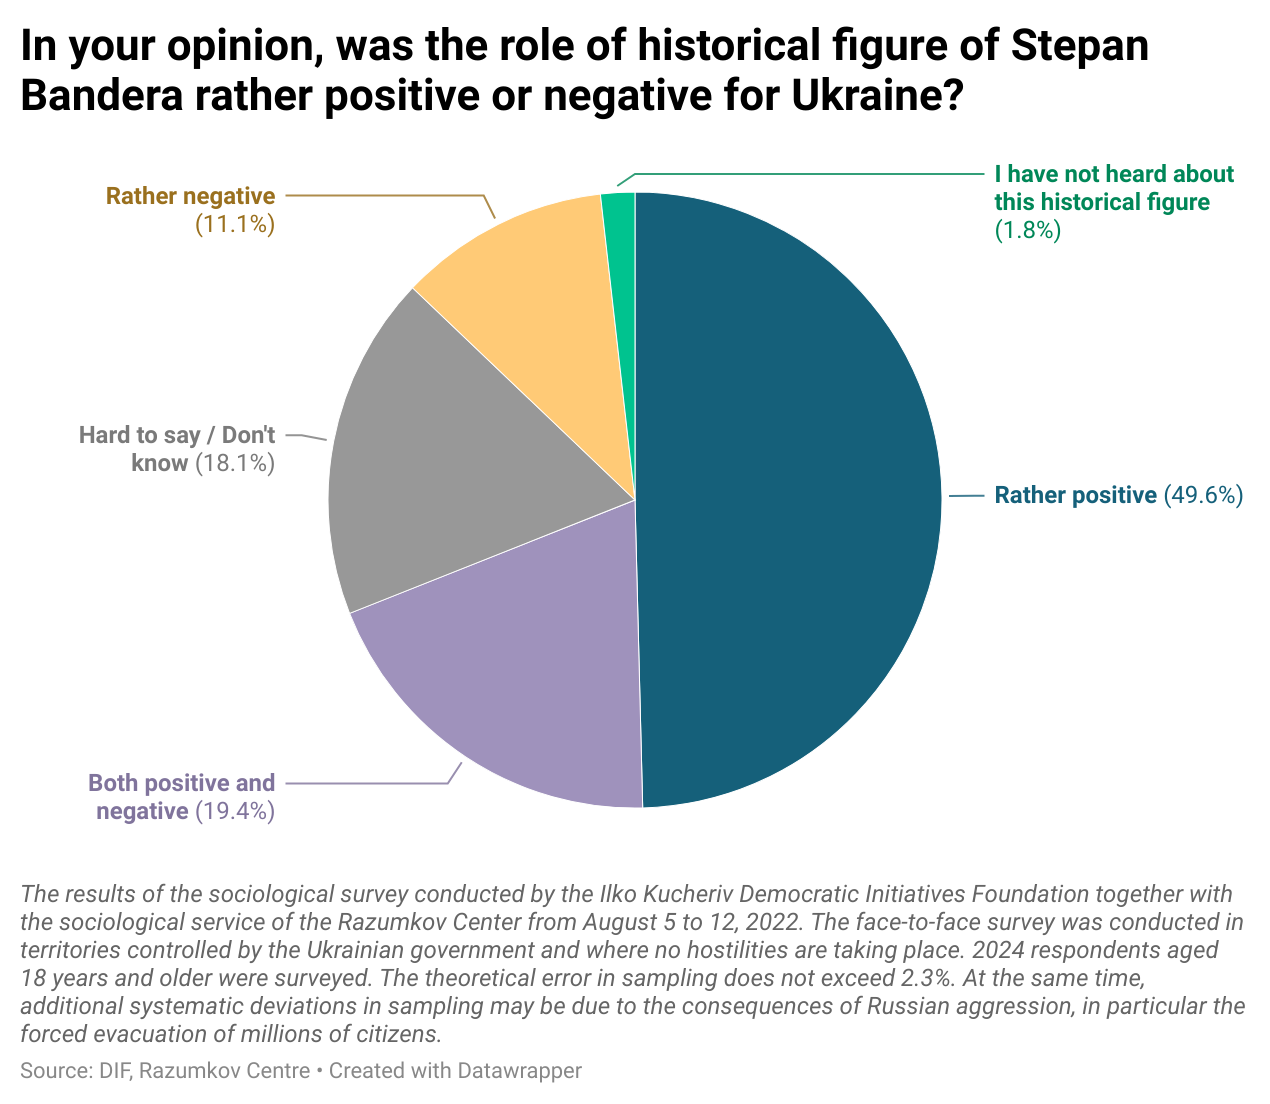 In your opinion, was the role of historical figure of Stepan
Bandera rather positive or negative for Ukraine?
I have not heard about
this historical figure
(1.8%)
Rather negative
(11.1%)
Hard to say / Don't
know (18.1%)
Rather positive (49.6%)
Both positive and
negative (19.4%)
The results of the sociological survey conducted by the Ilko Kucheriv Democratic Initiatives Foundation together with
the sociological service of the Razumkov Center from August 5 to 12, 2022. The face-to-face survey was conducted in
territories controlled by the Ukrainian government and where no hostilities are taking place. 2024 respondents aged
18 years and older were surveyed. The theoretical error in sampling does not exceed 2.3%. At the same time,
additional systematic deviations in sampling may be due to the consequences of Russian aggression, in particular the
forced evacuation of millions of citizens.
Source: DIF, Razumkov Centre • Created with Datawrapper